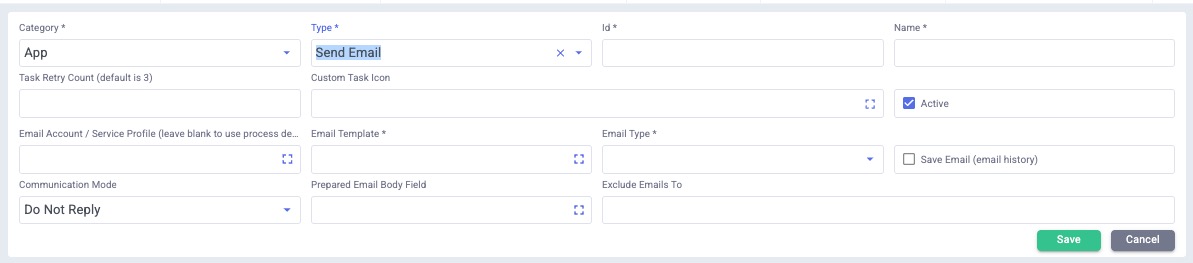 Category *
Type *
Id *
Name *
App
Send Email
Task Retry Count (default is 3)
Custom Task Icon
Active
Email Account / Service Profile (leave blank to use process de...
Email Template *
Email Type *
Save Email (email history)
Communication Mode
Prepared Email Body Field
Exclude Emails To
Do Not Reply
Save
Cancel